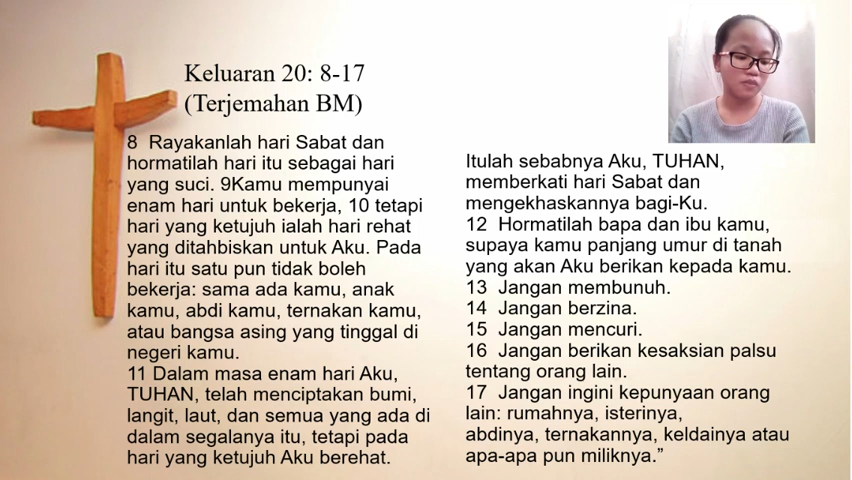 Keluaran 20: 8-17
(Terjemahan BM)
8 Rayakanlah hari Sabat dan
hormatilah hari itu sebagai hari
yang suci. 9Kamu mempunyai
enam hari untuk bekerja, 10 tetapi
hari yang ketujuh ialah hari rehat
yang ditahbiskan untuk Aku. Pada
hari itu satu pun tidak boleh
bekerja: sama ada kamu, anak
kamu, abdi kamu, ternakan kamu,
atau bangsa asing yang tinggal di
negeri kamu.
11 Dalam masa enam hari Aku,
TUHAN, telah menciptakan bumi,
langit, laut, dan semua yang ada di
dalam segalanya itu, tetapi pada
hari yang ketujuh Aku berehat.
Itulah sebabnya Aku, TUHAN,
memberkati hari Sabat dan
mengekhaskannya bagi-Ku.
12 Hormatilah bapa dan ibu kamu,
supaya kamu panjang umur di tanah
yang akan Aku berikan kepada kamu.
13 Jangan membunuh.
14 Jangan berzina.
15 Jangan mencuri.
16 Jangan berikan kesaksian palsu
tentang orang lain.
17 Jangan ingini kepunyaan orang
lain: rumahnya, isterinya,
abdinya, ternakannya, keldainya atau
apa-apa pun miliknya.”